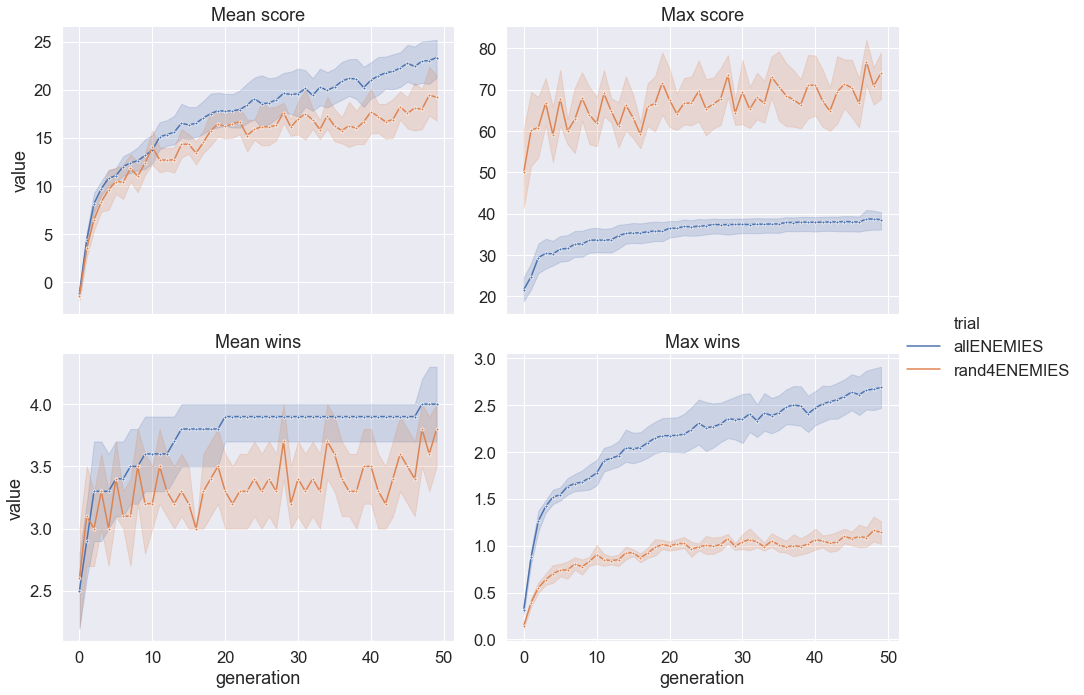 Mean score
Max score
25
20
15
10
5
0
value
80
70
60
50
40
30
20
trial
allENEMIES
rand4ENEMIES
Mean wins
Max wins
4.0
3.5
3.0
2.5
value
3.0
2.5
2.0
1.5
1.0
0.5
0.0
0 10 20 30 40 50
generation
0 10 20 30 40 50
generation